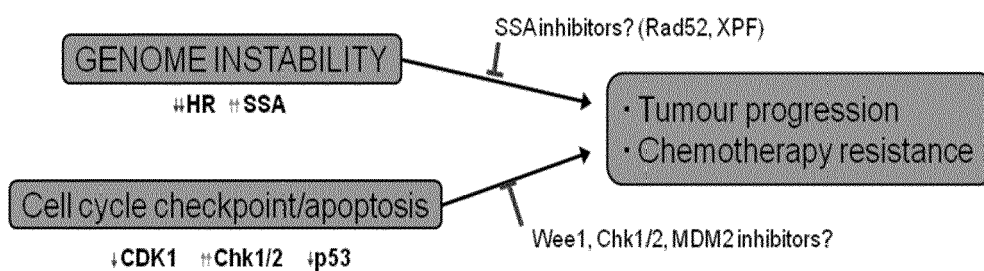 SSA inhibitors? (Rad52, XPF)
GENOME INSTABILITY
↓↓HR ↑↑SSA
· Tumour progression
· Chemotherapy resistance
Cell cycle checkpoint/apoptosis
Wee1, Chk1/2, MDM2 inhibitors?
↓CDK1 ↑↑Chk1/2 ↓p53